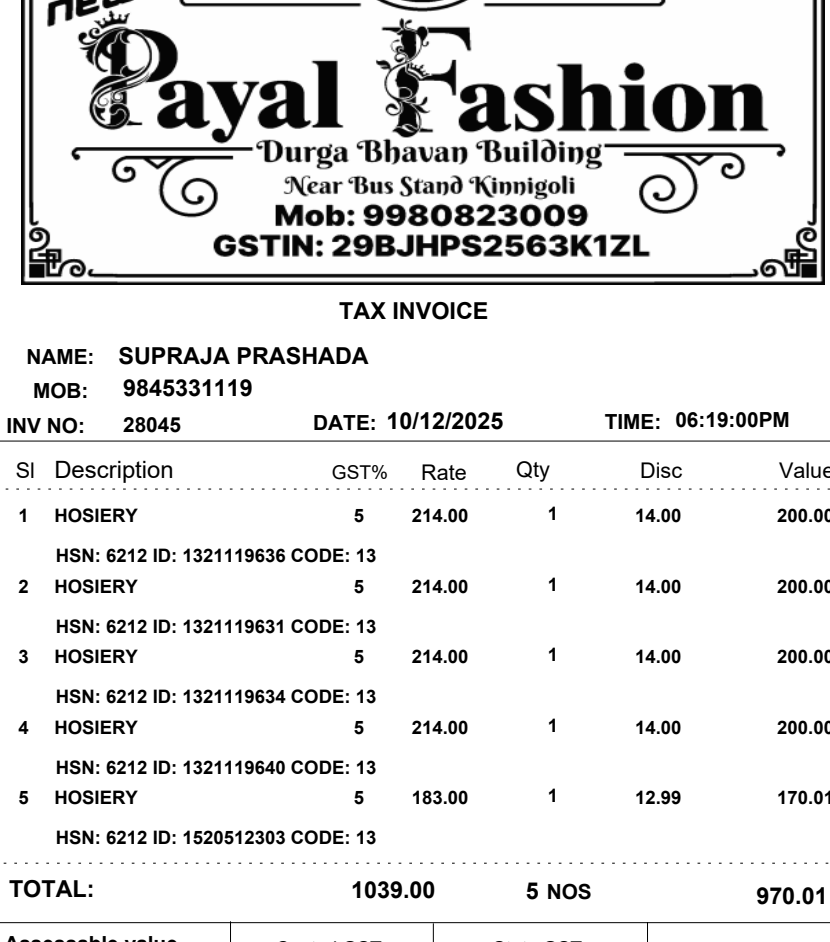 new
Payal Fashion
Durga Bhavan Building
Near Bus Stand Kinnigoli
Mob: 9980823009
GSTIN: 29BJHPS2563K1ZL
TAX INVOICE
NAME: SUPRAJA PRASHADA
MOB: 9845331119
INV NO: 28045 DATE: 10/12/2025 TIME: 06:19:00PM
Sl Description GST% Rate Qty Disc Value
1 HOSIERY 5 214.00 1 14.00 200.00
HSN: 6212 ID: 1321119636 CODE: 13
2 HOSIERY 5 214.00 1 14.00 200.00
HSN: 6212 ID: 1321119631 CODE: 13
3 HOSIERY 5 214.00 1 14.00 200.00
HSN: 6212 ID: 1321119634 CODE: 13
4 HOSIERY 5 214.00 1 14.00 200.00
HSN: 6212 ID: 1321119640 CODE: 13
5 HOSIERY 5 183.00 1 12.99 170.01
HSN: 6212 ID: 1520512303 CODE: 13
TOTAL: 1039.00 5 NOS 970.01